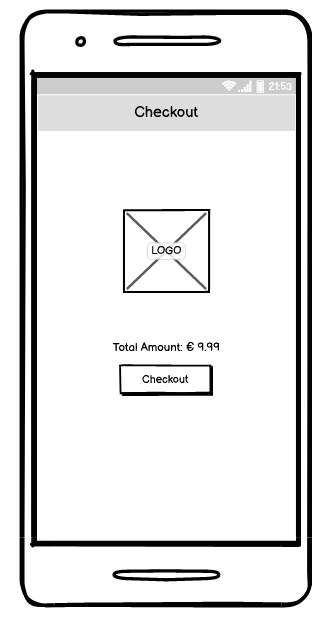 21:53
Checkout
LOGO
Total Amount: € 9.99
Checkout